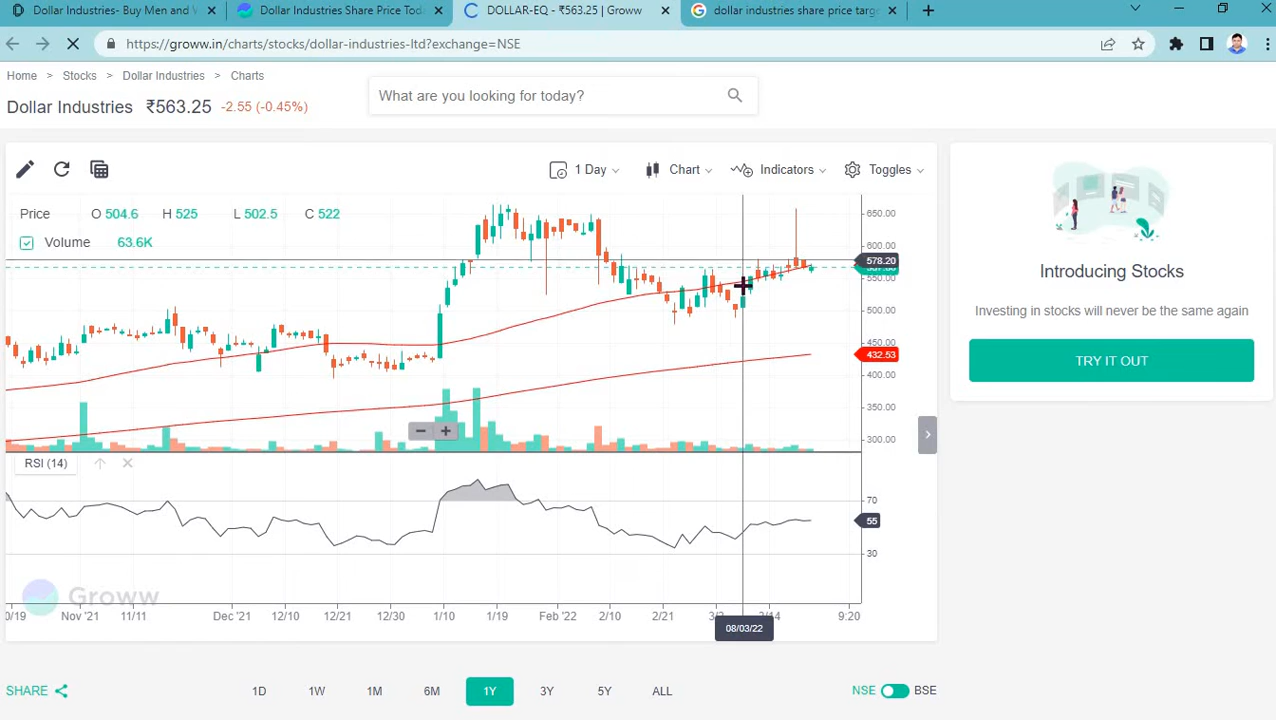 Dollar Industries- Buy Men and W
Dollar Industries Share Price Toda
DOLLAR-EQ - ₹563.25 | Groww
dollar industries share price targ
https://groww.in/charts/stocks/dollar-industries-ltd?exchange=NSE
Home > Stocks > Dollar Industries > Charts
Dollar Industries ₹563.25 -2.55 (-0.45%)
What are you looking for today?
1 Day
Chart
Indicators
Toggles
Price O 504.6 H 525 L 502.5 C 522
Volume 63.6K
650.00
600.00
578.20
550.00
500.00
450.00
432.53
400.00
350.00
300.00
RSI (14)
70
55
30
Groww
0/19 Nov '21 11/11 Dec '21 12/10 12/21 12/30 1/10 1/19 Feb '22 2/10 2/21 9:20
08/03/22
Introducing Stocks
Investing in stocks will never be the same again
TRY IT OUT
SHARE 1D 1W 1M 6M 1Y 3Y 5Y ALL NSE BSE